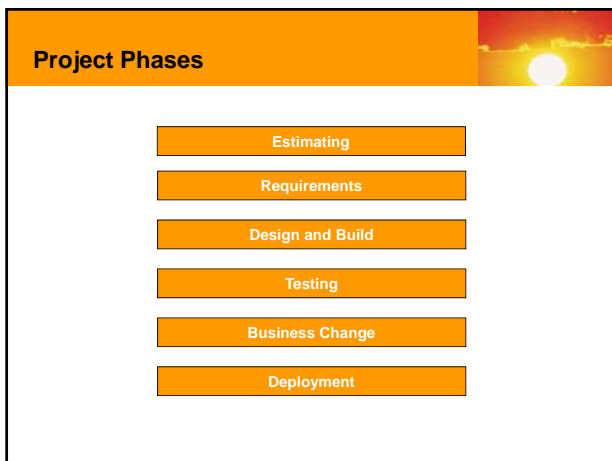 Project Phases
Estimating
Requirements
Design and Build
Testing
Business Change
Deployment